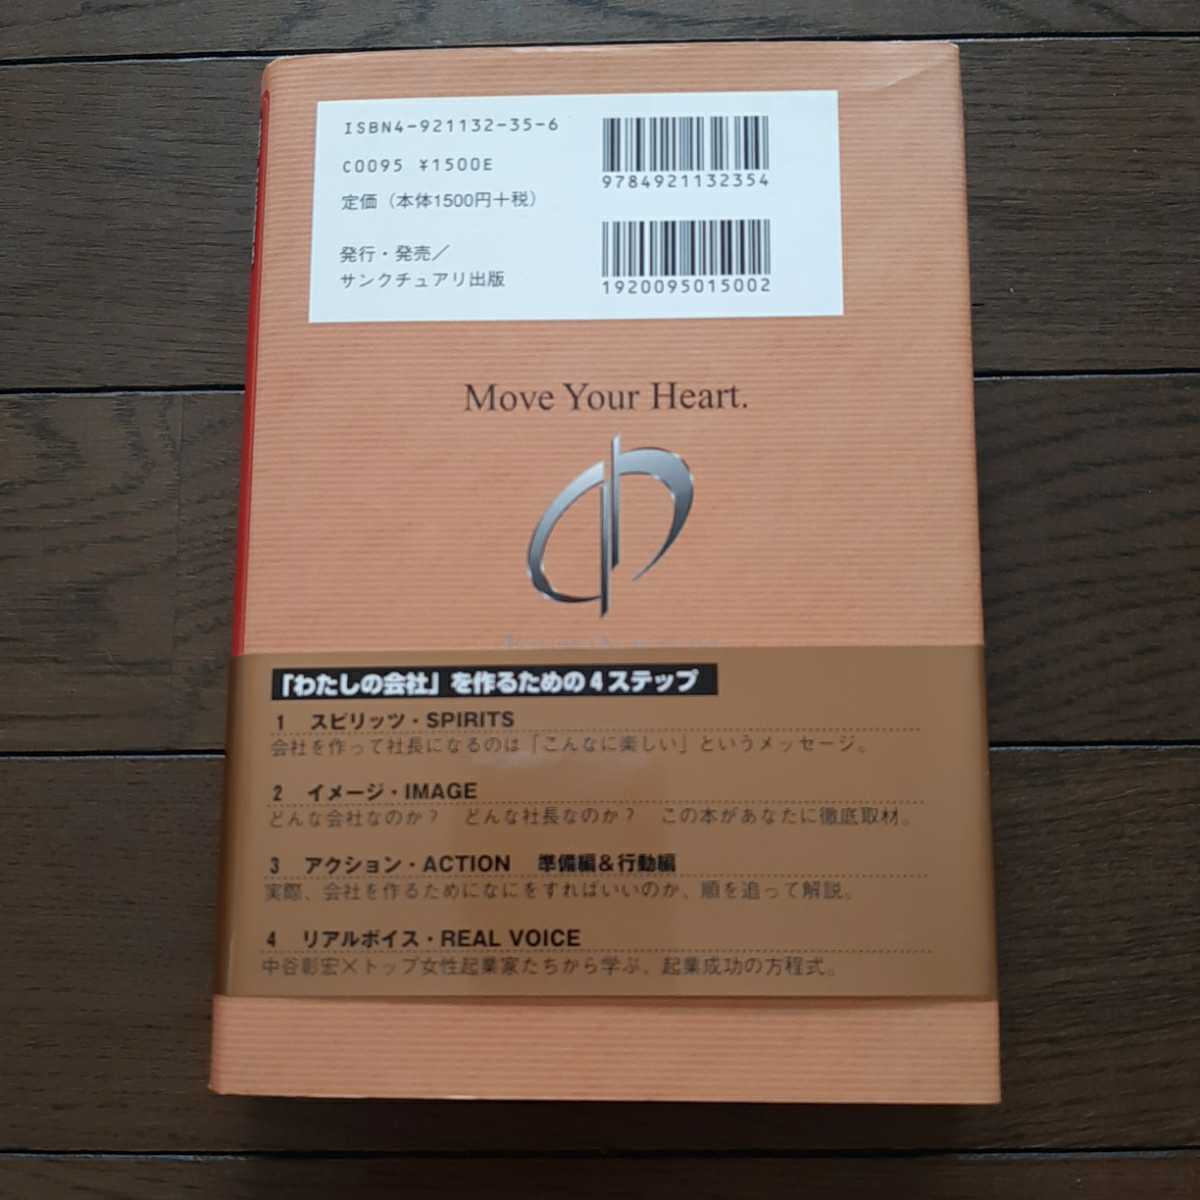 ISBN4-921132-35-6
C0095 ¥1500E
定価（本体1500円＋税）
発行・発売／
サンクチュアリ出版
9784921132354
1920095015002
Move Your Heart.
「わたしの会社」を作るための4ステップ
1 スピリッツ・SPIRITS
会社を作って社長になるのは「こんなに楽しい」というメッセージ。
2 イメージ・IMAGE
どんな会社なのか？ どんな社長なのか？ この本があなたに徹底取材。
3 アクション・ACTION 準備編＆行動編
実際、会社を作るためになにをすればいいのか、順を追って解説。
4 リアルボイス・REAL VOICE
中谷彰宏×トップ女性起業家たちから学ぶ、起業成功の方程式。